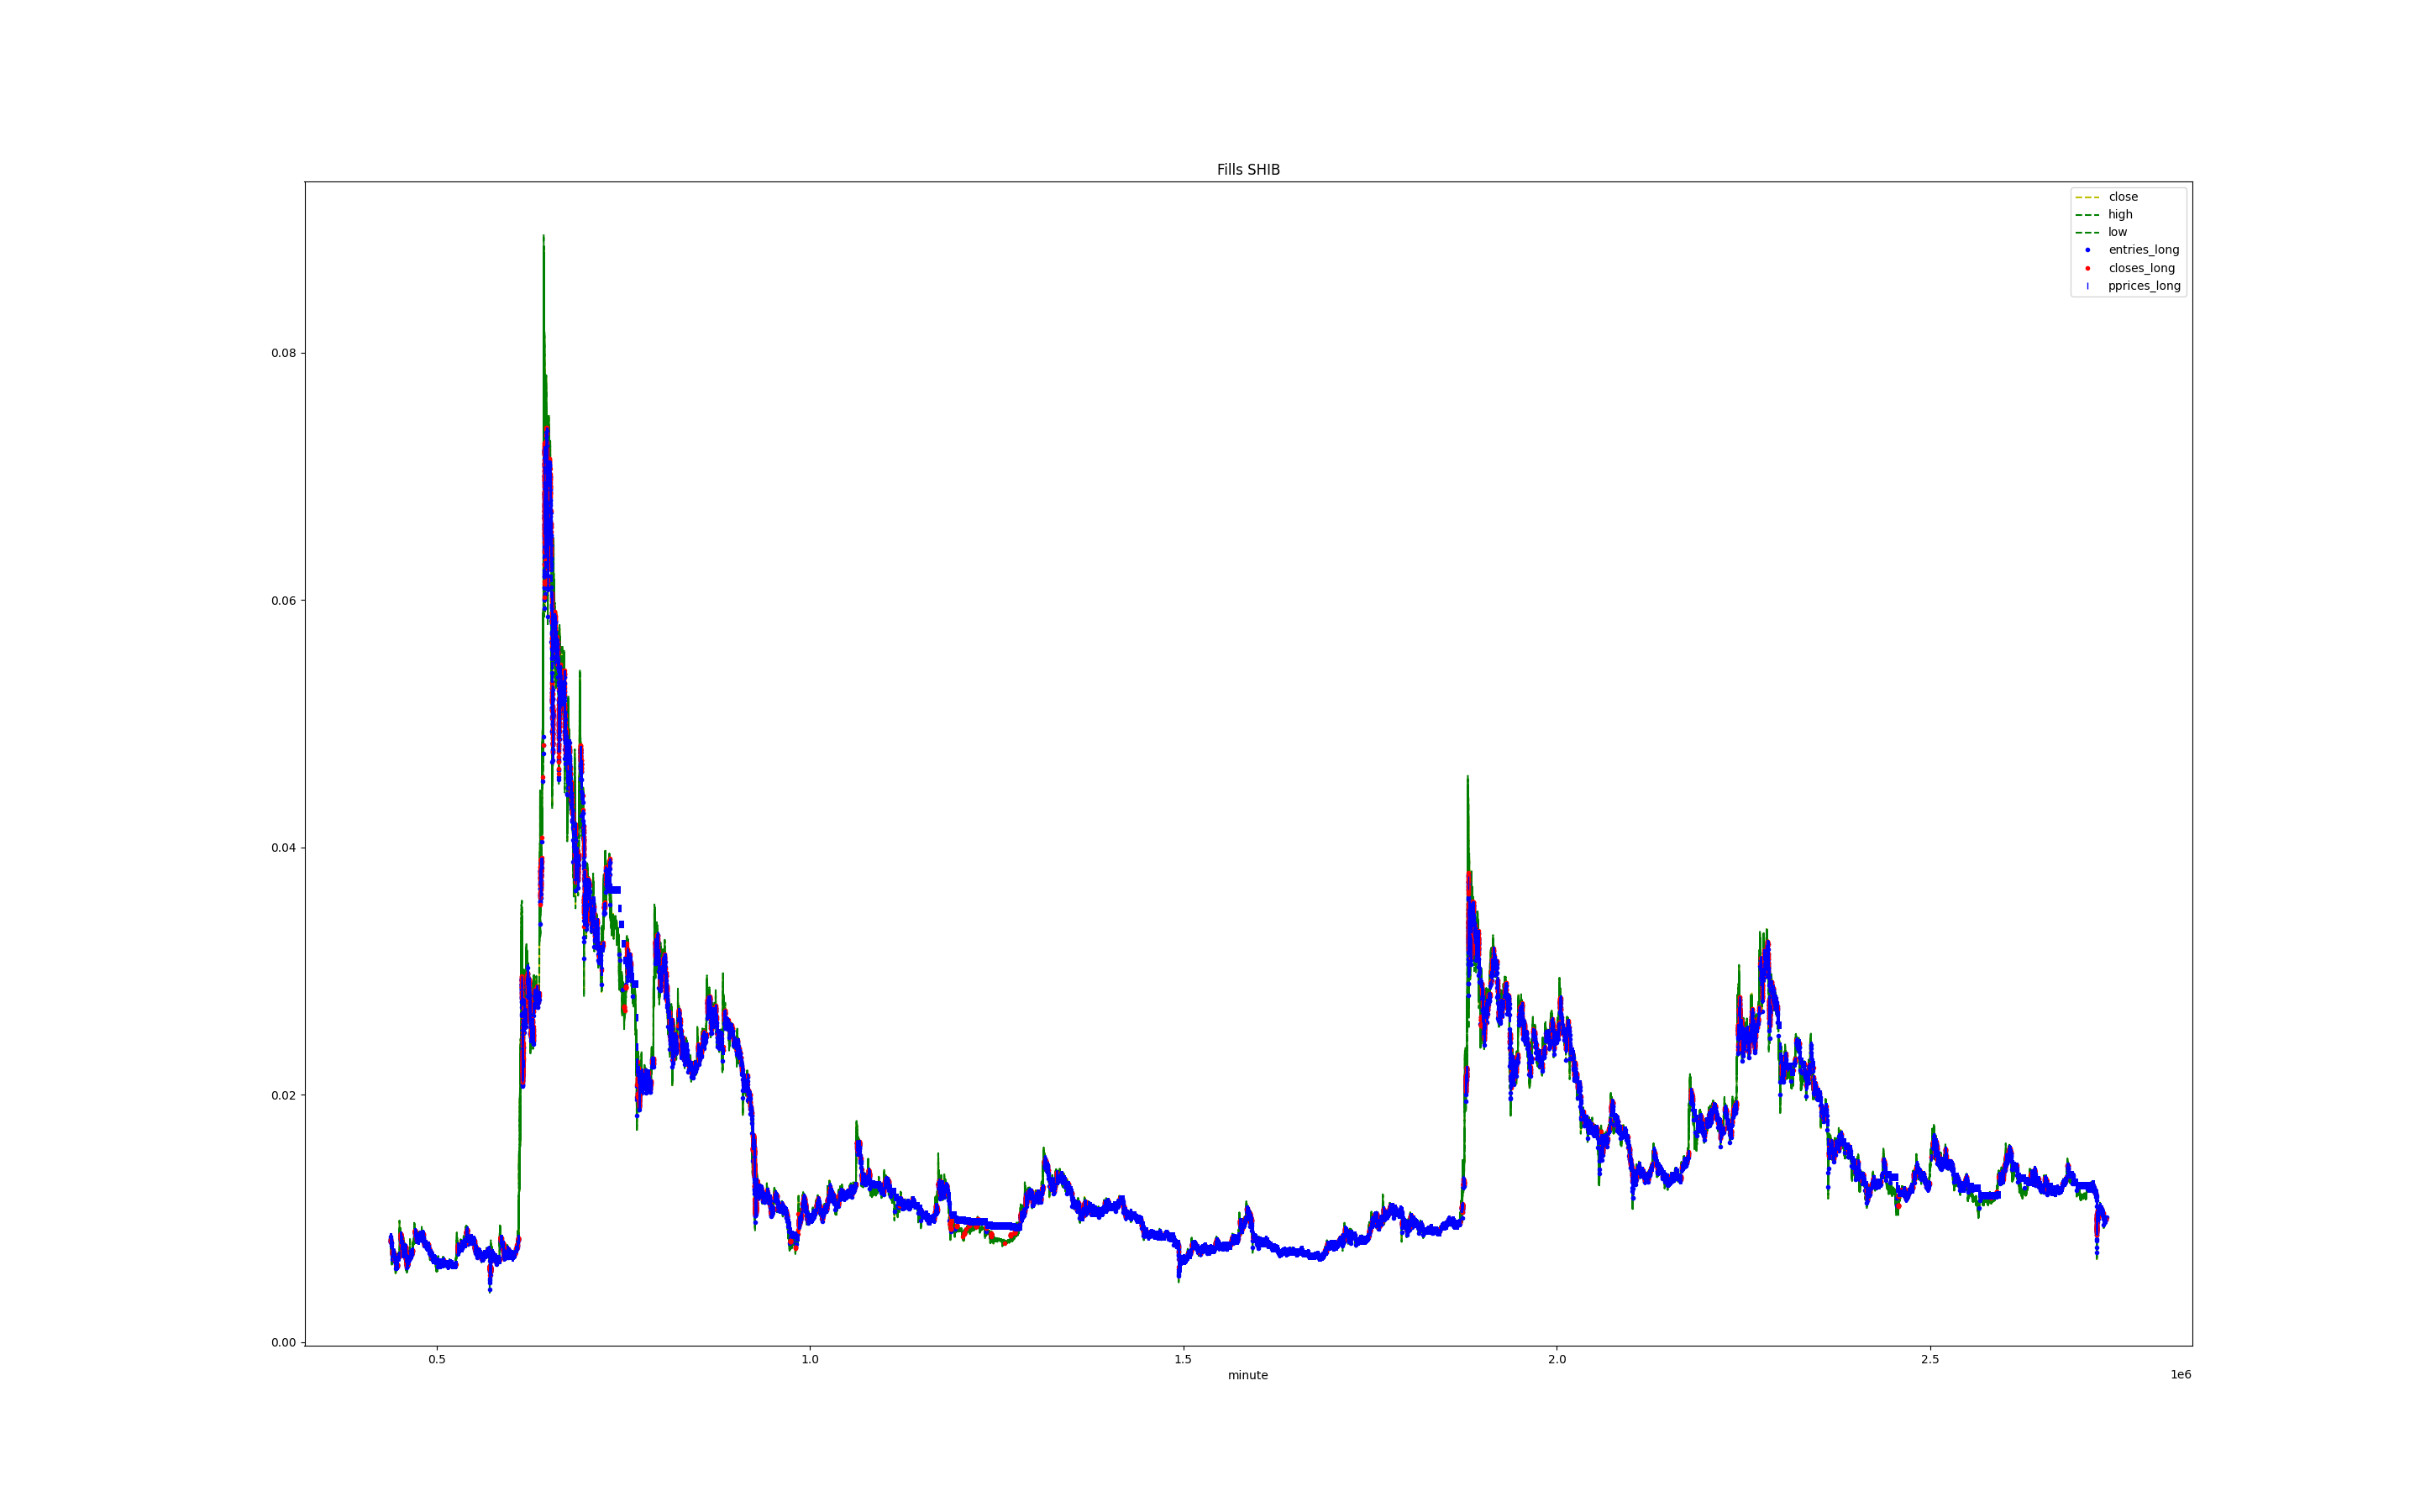 Fills SHIB
close
high
low
entries_long
closes_long
pprices_long
0.08
0.06
0.04
0.02
0.00
0.5 1.0 1.5 2.0 2.5
minute
1e6